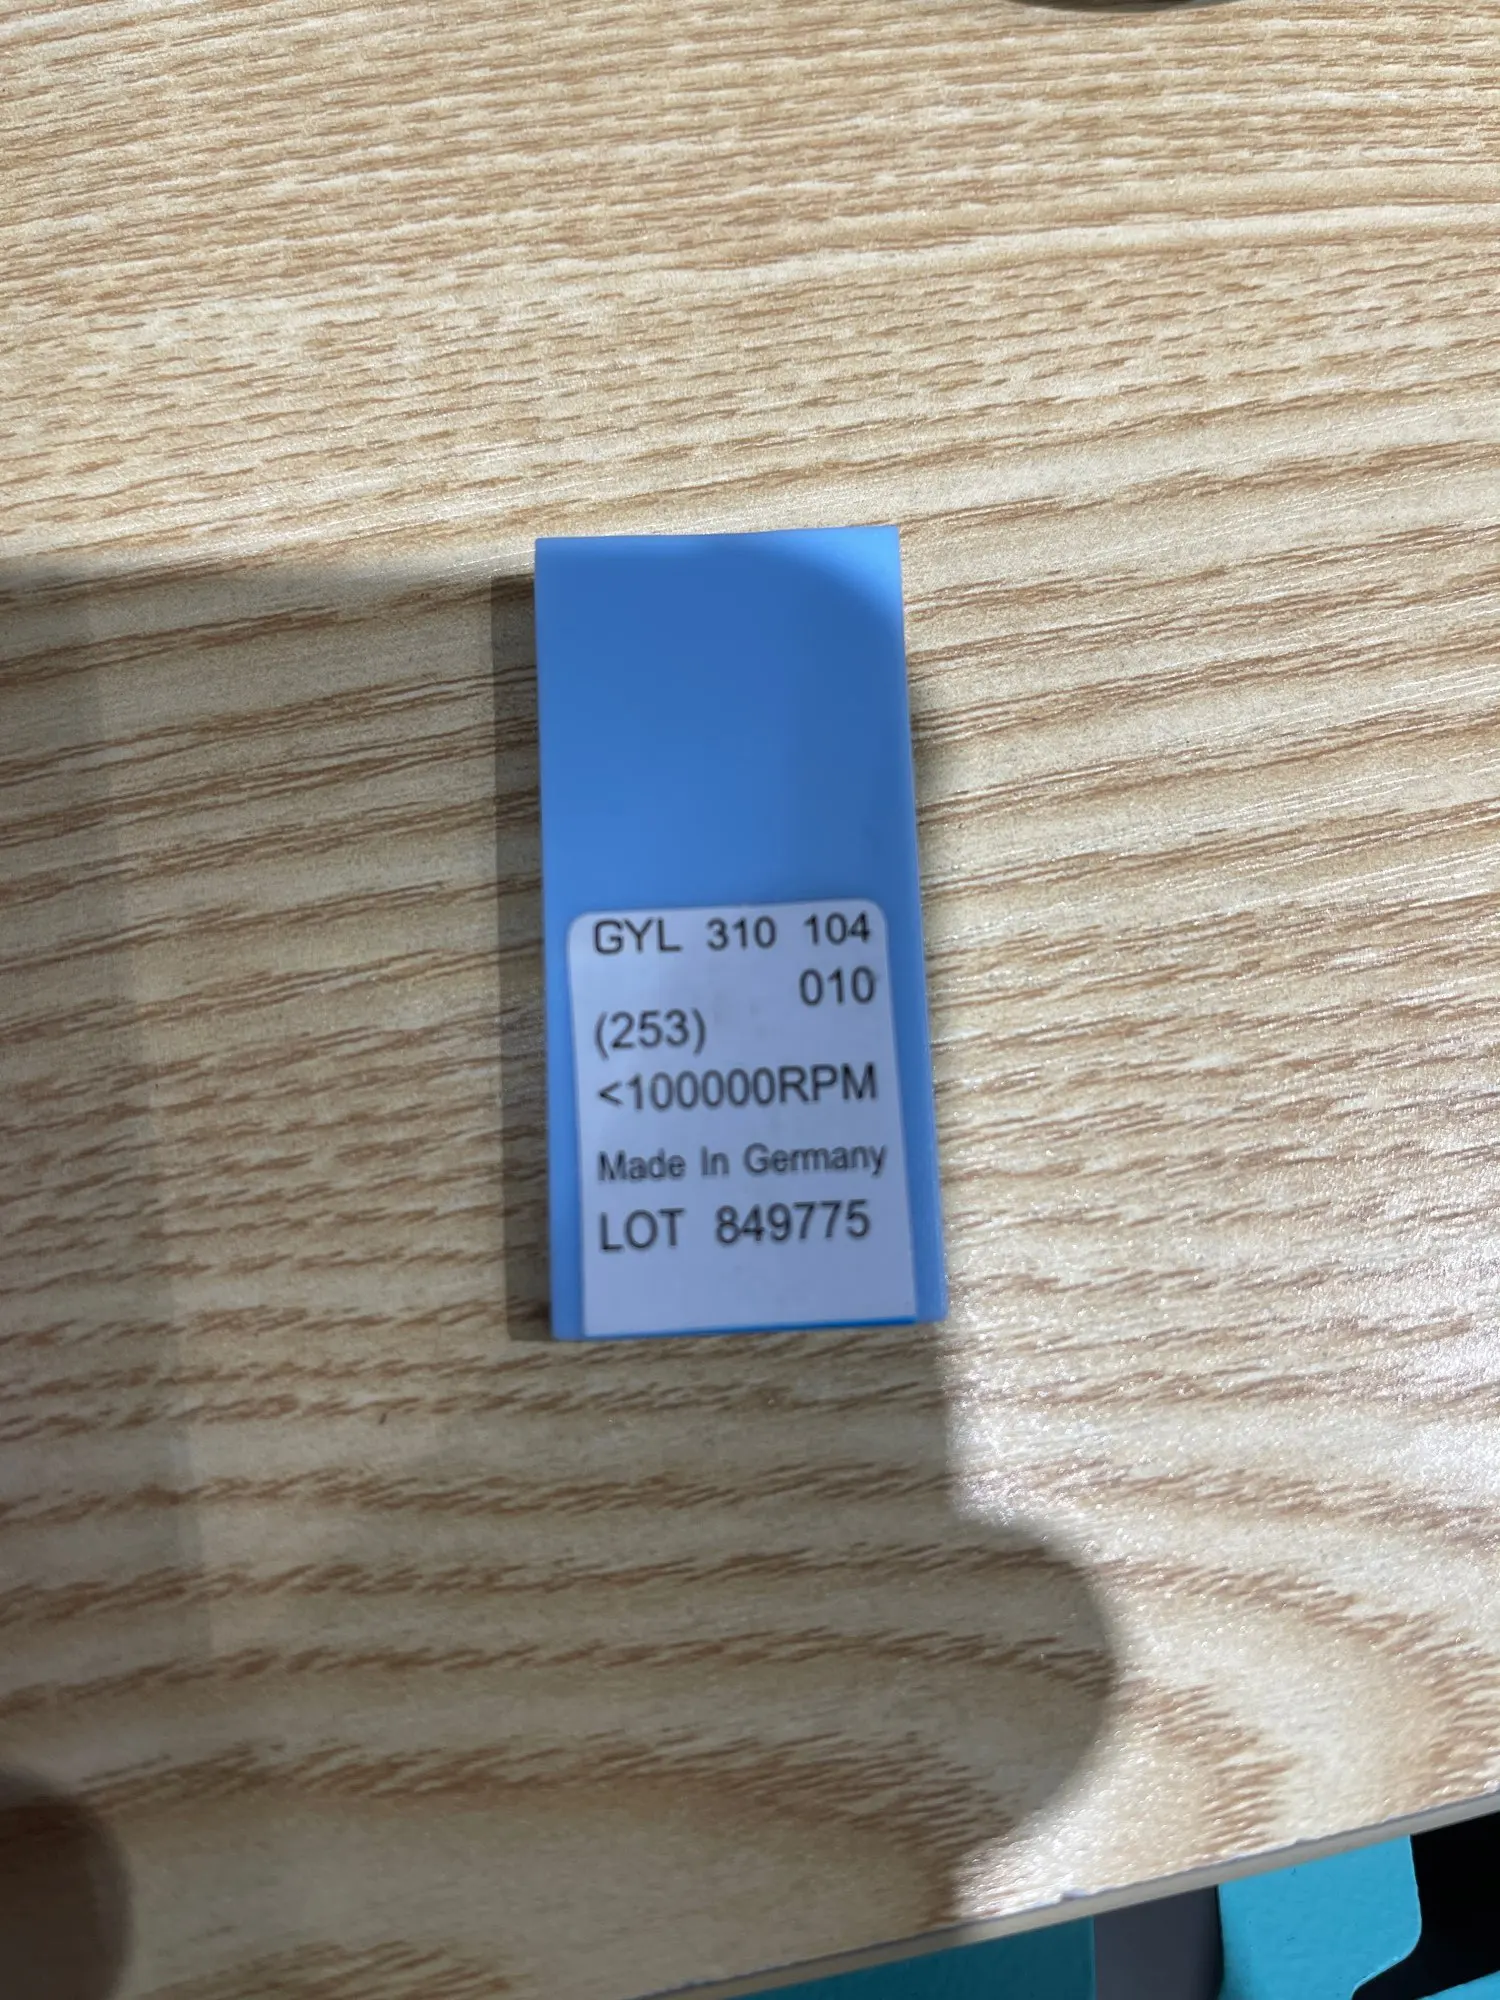 GYL 310 104
010
(253)
<100000RPM
Made In Germany
LOT 849775